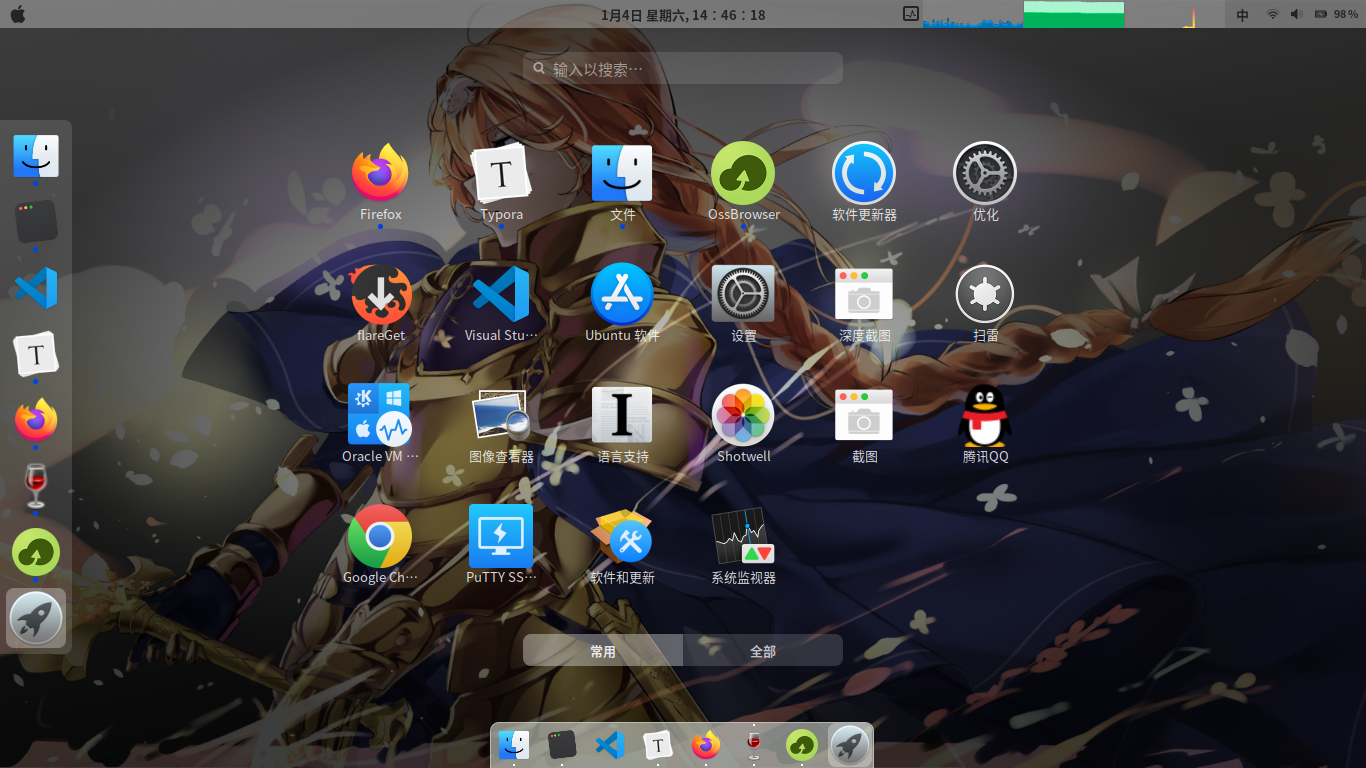 1月4日 星期六, 14：46：18
中
98%
输入以搜索…
Firefox
Typora
文件
OssBrowser
软件更新器
优化
flareGet
Visual Stu…
Ubuntu 软件
设置
深度截图
扫雷
Oracle VM …
图像查看器
语言支持
Shotwell
截图
腾讯QQ
Google Ch…
PuTTY SS…
软件和更新
系统监视器
常用
全部